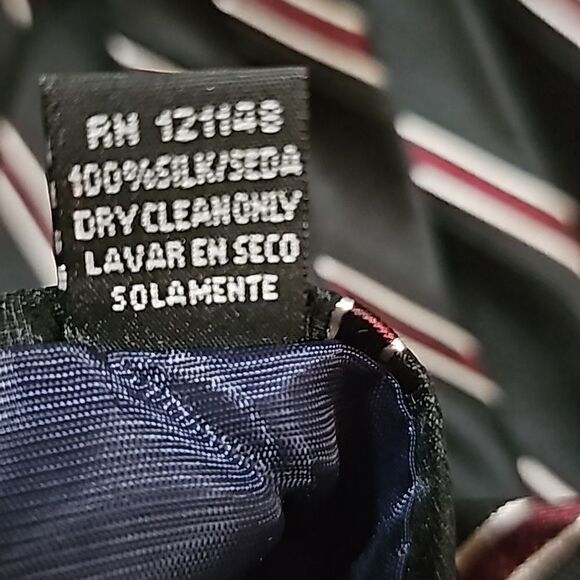 RN 121148
100% SILK/SEDA
DRY CLEAN ONLY
LAVAR EN SECO
SOLAMENTE